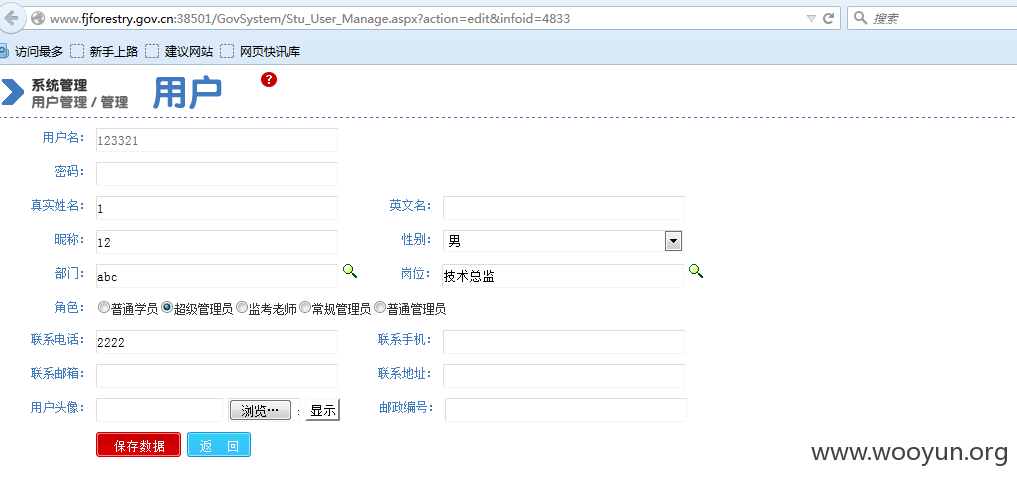 www.fjforestry.gov.cn:38501/GovSystem/Stu_User_Manage.aspx?action=edit&infoid=4833 搜索
访问最多 新手上路 建议网站 网页快讯库
系统管理
用户管理 / 管理
用户
?
用户名: 123321
密码:
真实姓名: 1 英文名:
昵称: 12 性别: 男
部门: abc 岗位: 技术总监
角色: 普通学员 超级管理员 监考老师 常规管理员 普通管理员
联系电话: 2222 联系手机:
联系邮箱: 联系地址:
用户头像: 浏览… : 显示 邮政编号:
保存数据 返 回
www.wooyun.org